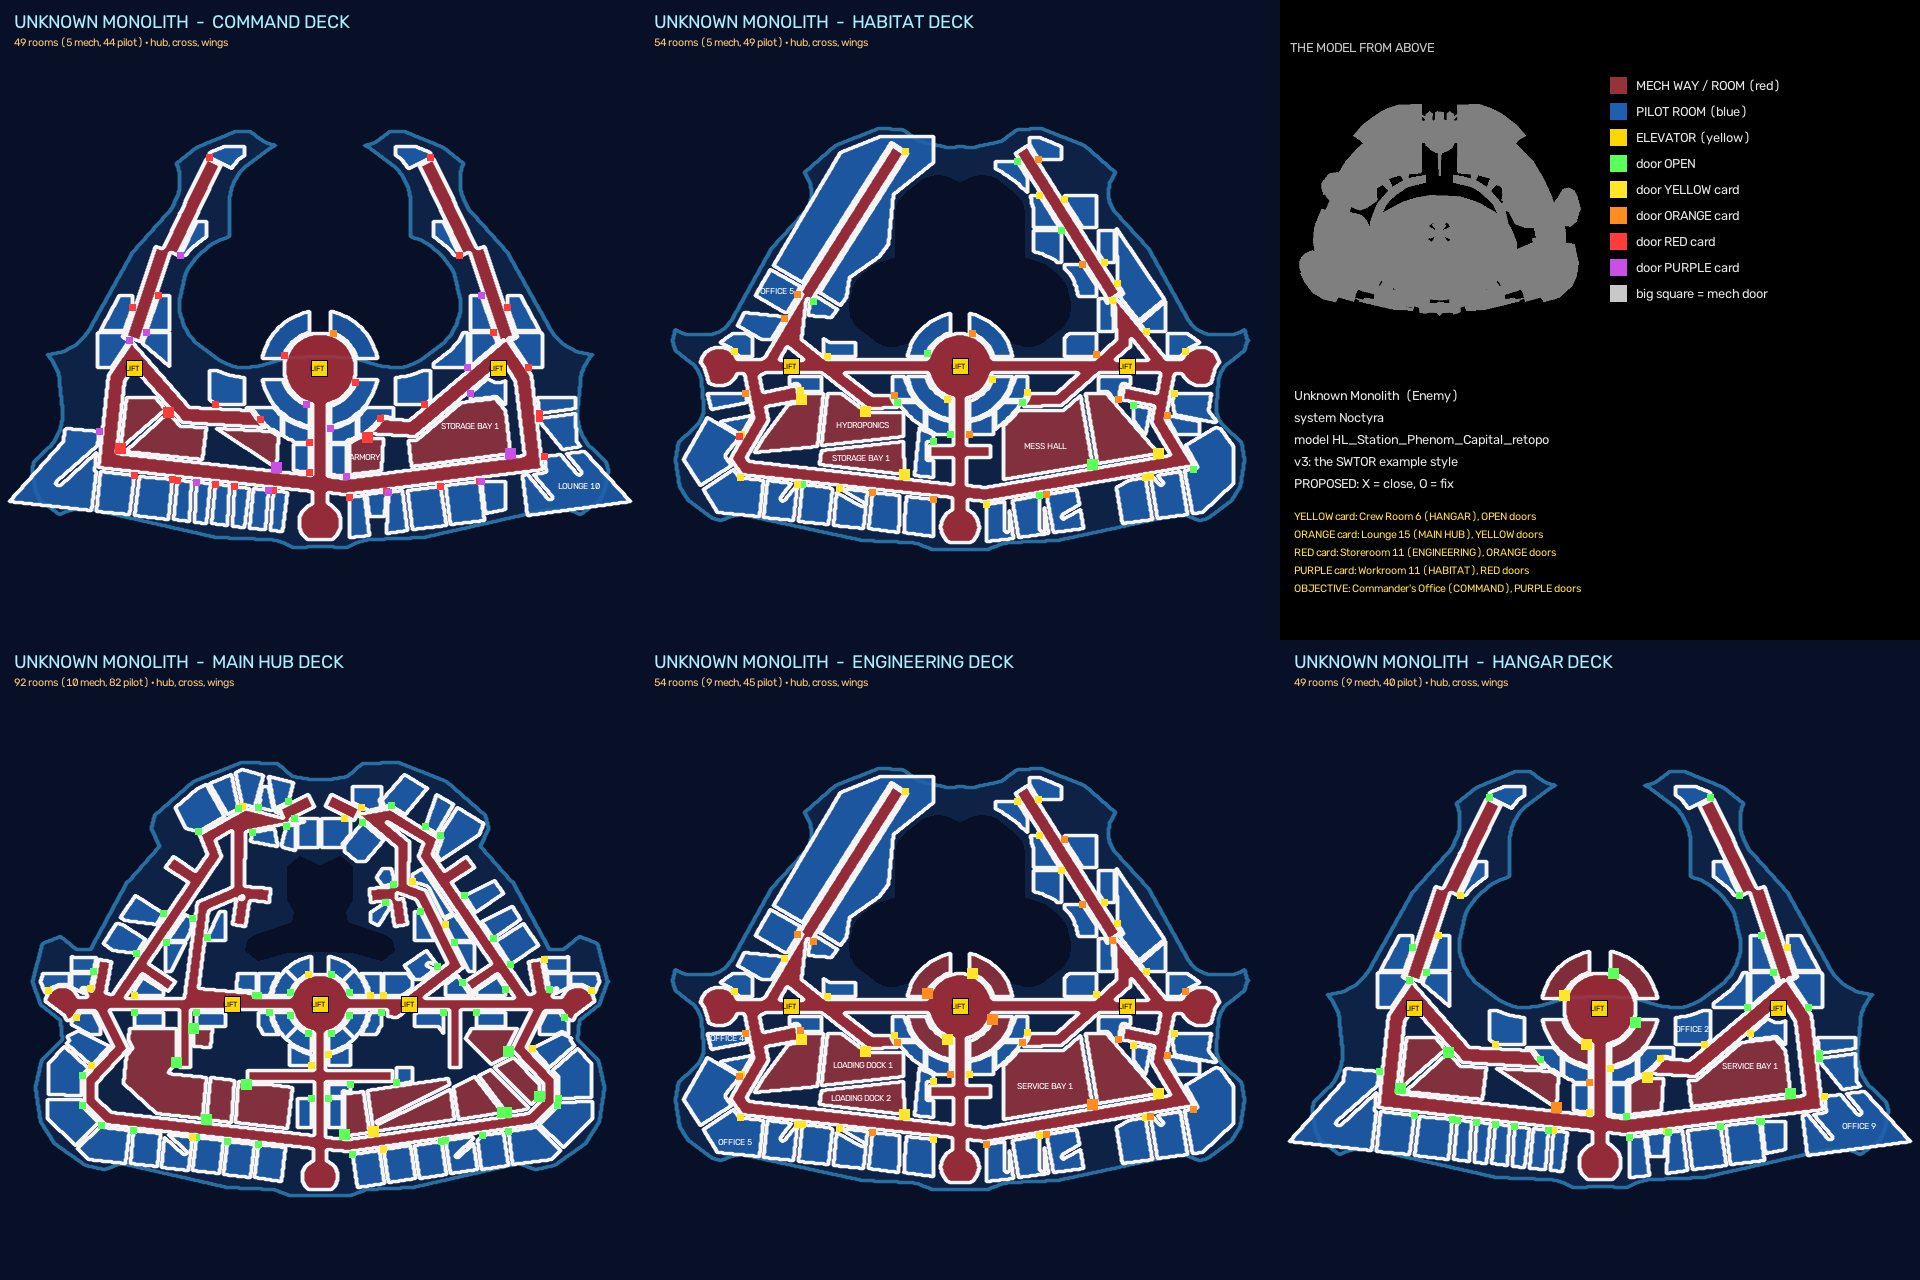 UNKNOWN MONOLITH - COMMAND DECK
49 rooms (5 mech, 44 pilot) • hub, cross, wings
LIFT
LIFT
LIFT
STORAGE BAY 1
ARMORY
LOUNGE 10
UNKNOWN MONOLITH - HABITAT DECK
54 rooms (5 mech, 49 pilot) • hub, cross, wings
OFFICE 5
LIFT
LIFT
LIFT
HYDROPONICS
MESS HALL
STORAGE BAY 1
THE MODEL FROM ABOVE
MECH WAY / ROOM (red)
PILOT ROOM (blue)
ELEVATOR (yellow)
door OPEN
door YELLOW card
door ORANGE card
door RED card
door PURPLE card
big square = mech door
Unknown Monolith (Enemy)
system Noctyra
model HL_Station_Phenom_Capital_retopo
v3: the SWTOR example style
PROPOSED: X = close, O = fix
YELLOW card: Crew Room 6 (HANGAR), OPEN doors
ORANGE card: Lounge 15 (MAIN HUB), YELLOW doors
RED card: Storeroom 11 (ENGINEERING), ORANGE doors
PURPLE card: Workroom 11 (HABITAT), RED doors
OBJECTIVE: Commander's Office (COMMAND), PURPLE doors
UNKNOWN MONOLITH - MAIN HUB DECK
92 rooms (10 mech, 82 pilot) • hub, cross, wings
LIFT
LIFT
LIFT
UNKNOWN MONOLITH - ENGINEERING DECK
54 rooms (9 mech, 45 pilot) • hub, cross, wings
LIFT
LIFT
LIFT
OFFICE 4
LOADING DOCK 1
SERVICE BAY 1
LOADING DOCK 2
OFFICE 5
UNKNOWN MONOLITH - HANGAR DECK
49 rooms (9 mech, 40 pilot) • hub, cross, wings
LIFT
LIFT
LIFT
OFFICE 2
SERVICE BAY 1
OFFICE 9